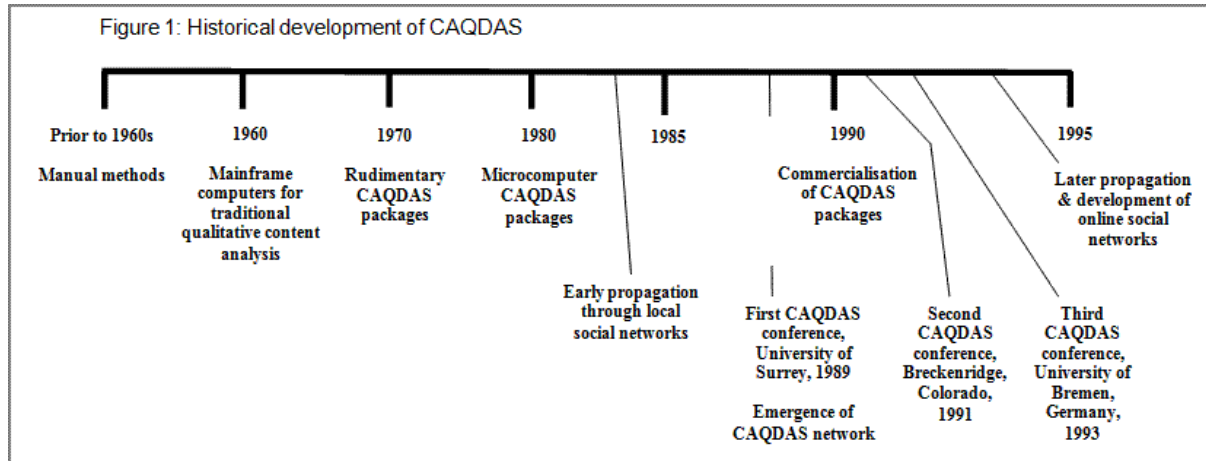 Figure 1: Historical development of CAQDAS
Prior to 1960s
Manual methods
1960
Mainframe
computers for
traditional
qualitative content
analysis
1970
Rudimentary
CAQDAS
packages
1980
Microcomputer
CAQDAS
packages
Early propagation
through local
social networks
1985
First CAQDAS
conference,
University of
Surrey, 1989
Emergence of
CAQDAS network
1990
Commercialisation
of CAQDAS
packages
Second
CAQDAS
conference,
Breckenridge,
Colorado,
1991
Third
CAQDAS
conference,
University of
Bremen,
Germany,
1993
1995
Later propagation
& development of
online social
networks